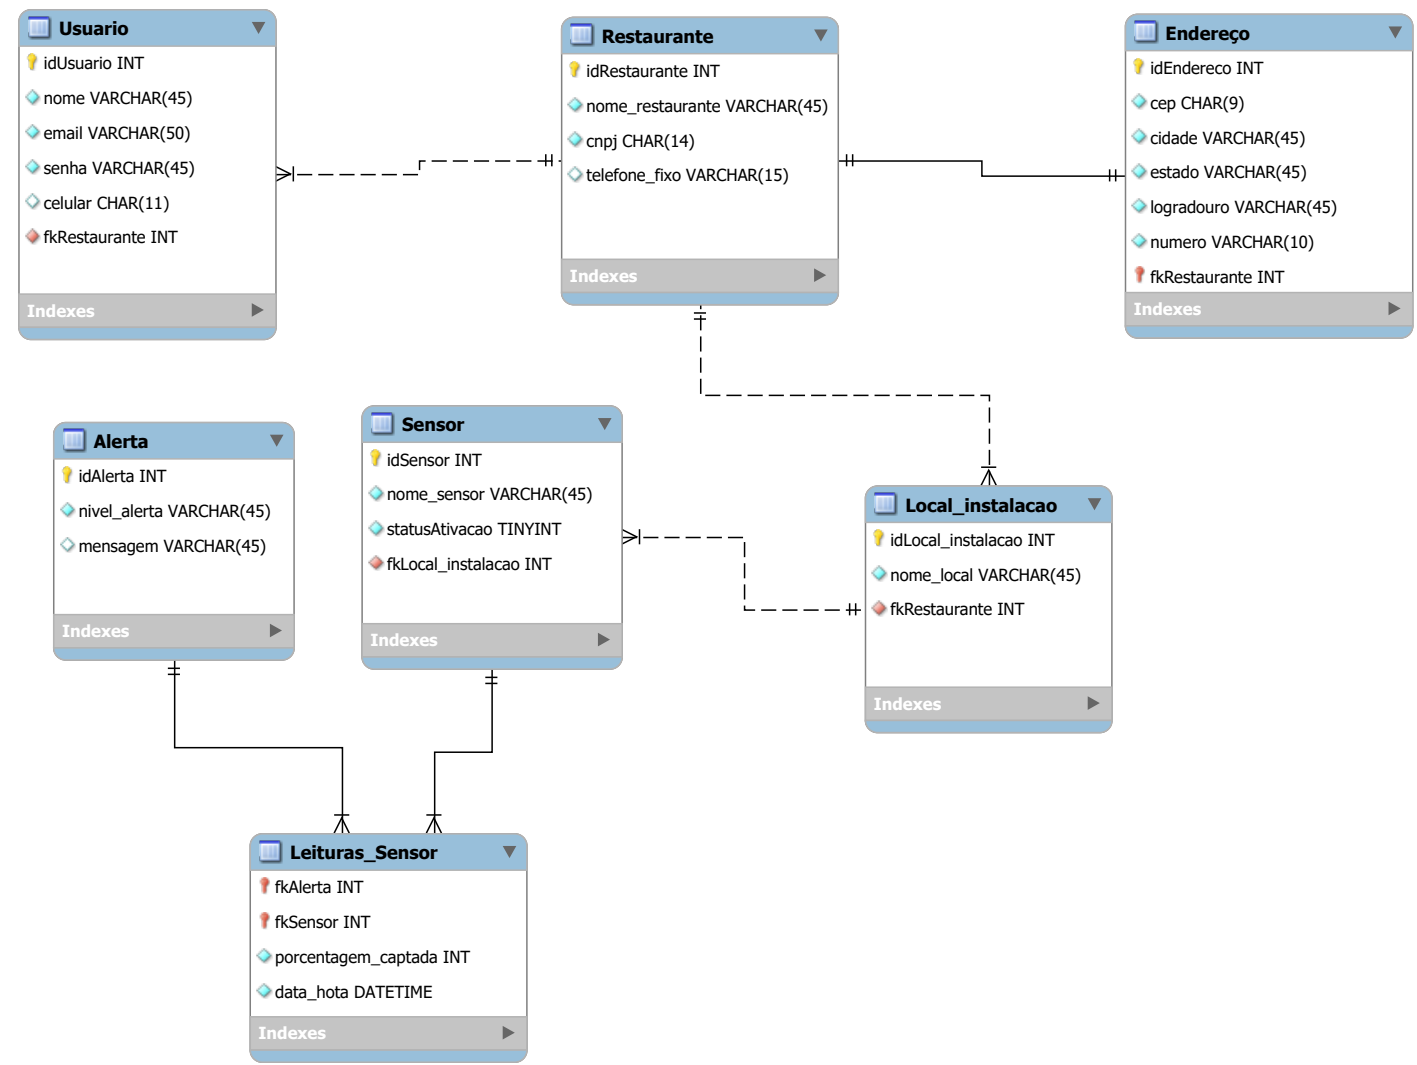 Usuario
idUsuario INT
nome VARCHAR(45)
email VARCHAR(50)
senha VARCHAR(45)
celular CHAR(11)
fkRestaurante INT
Indexes
Restaurante
idRestaurante INT
nome_restaurante VARCHAR(45)
cnpj CHAR(14)
telefone_fixo VARCHAR(15)
Indexes
Endereço
idEndereco INT
cep CHAR(9)
cidade VARCHAR(45)
estado VARCHAR(45)
logradouro VARCHAR(45)
numero VARCHAR(10)
fkRestaurante INT
Indexes
Alerta
idAlerta INT
nivel_alerta VARCHAR(45)
mensagem VARCHAR(45)
Indexes
Sensor
idSensor INT
nome_sensor VARCHAR(45)
statusAtivacao TINYINT
fkLocal_instalacao INT
Indexes
Local_instalacao
idLocal_instalacao INT
nome_local VARCHAR(45)
fkRestaurante INT
Indexes
Leituras_Sensor
fkAlerta INT
fkSensor INT
porcentagem_captada INT
data_hota DATETIME
Indexes